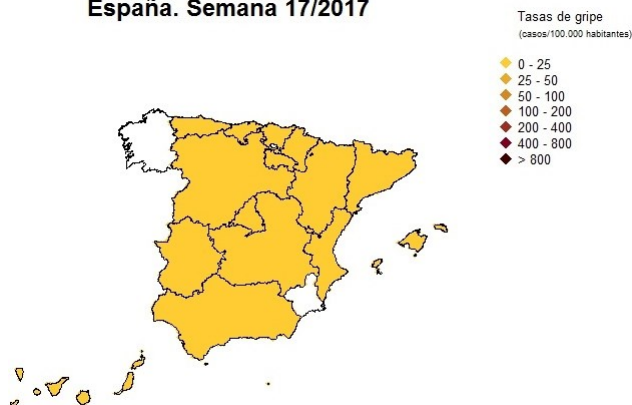 España. Semana 17/2017
Tasas de gripe
(casos/100.000 habitantes)
0 - 25
25 - 50
50 - 100
100 - 200
200 - 400
400 - 800
> 800